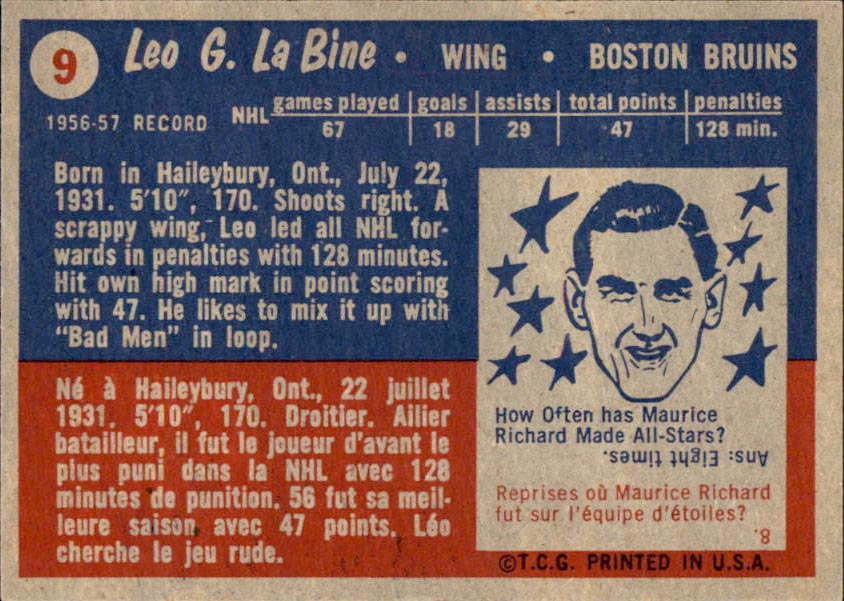 9 Leo G. La Bine • WING • BOSTON BRUINS
1956-57 RECORD NHL games played goals assists total points penalties
67 18 29 47 128 min.
Born in Haileybury, Ont., July 22,
1931. 5'10", 170. Shoots right. A
scrappy wing, Leo led all NHL for-
wards in penalties with 128 minutes.
Hit own high mark in point scoring
with 47. He likes to mix it up with
"Bad Men" in loop.
Né à Haileybury, Ont., 22 juillet
1931. 5'10", 170. Droitier. Ailier
batailleur, il fut le joueur d'avant le
plus puni dans la NHL avec 128
minutes de punition. 56 fut sa meil-
leure saison avec 47 points. Léo
cherche le jeu rude.
How Often has Maurice
Richard Made All-Stars?
Ans: Eight times.
Reprises où Maurice Richard
fut sur l'équipe d'étoiles?
8.
©T.C.G. PRINTED IN U.S.A.